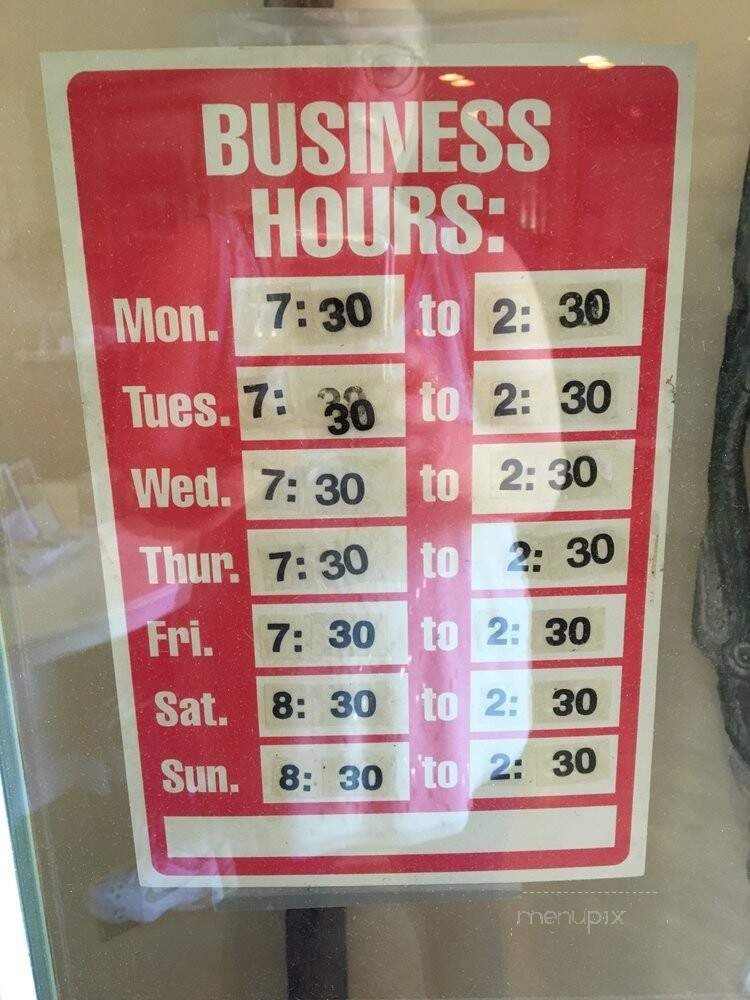 BUSINESS
HOURS:
Mon. 7: 30 to 2: 30
Tues. 7: 30 to 2: 30
Wed. 7: 30 to 2: 30
Thur. 7: 30 to 2: 30
Fri. 7: 30 to 2: 30
Sat. 8: 30 to 2: 30
Sun. 8: 30 to 2: 30
menupix